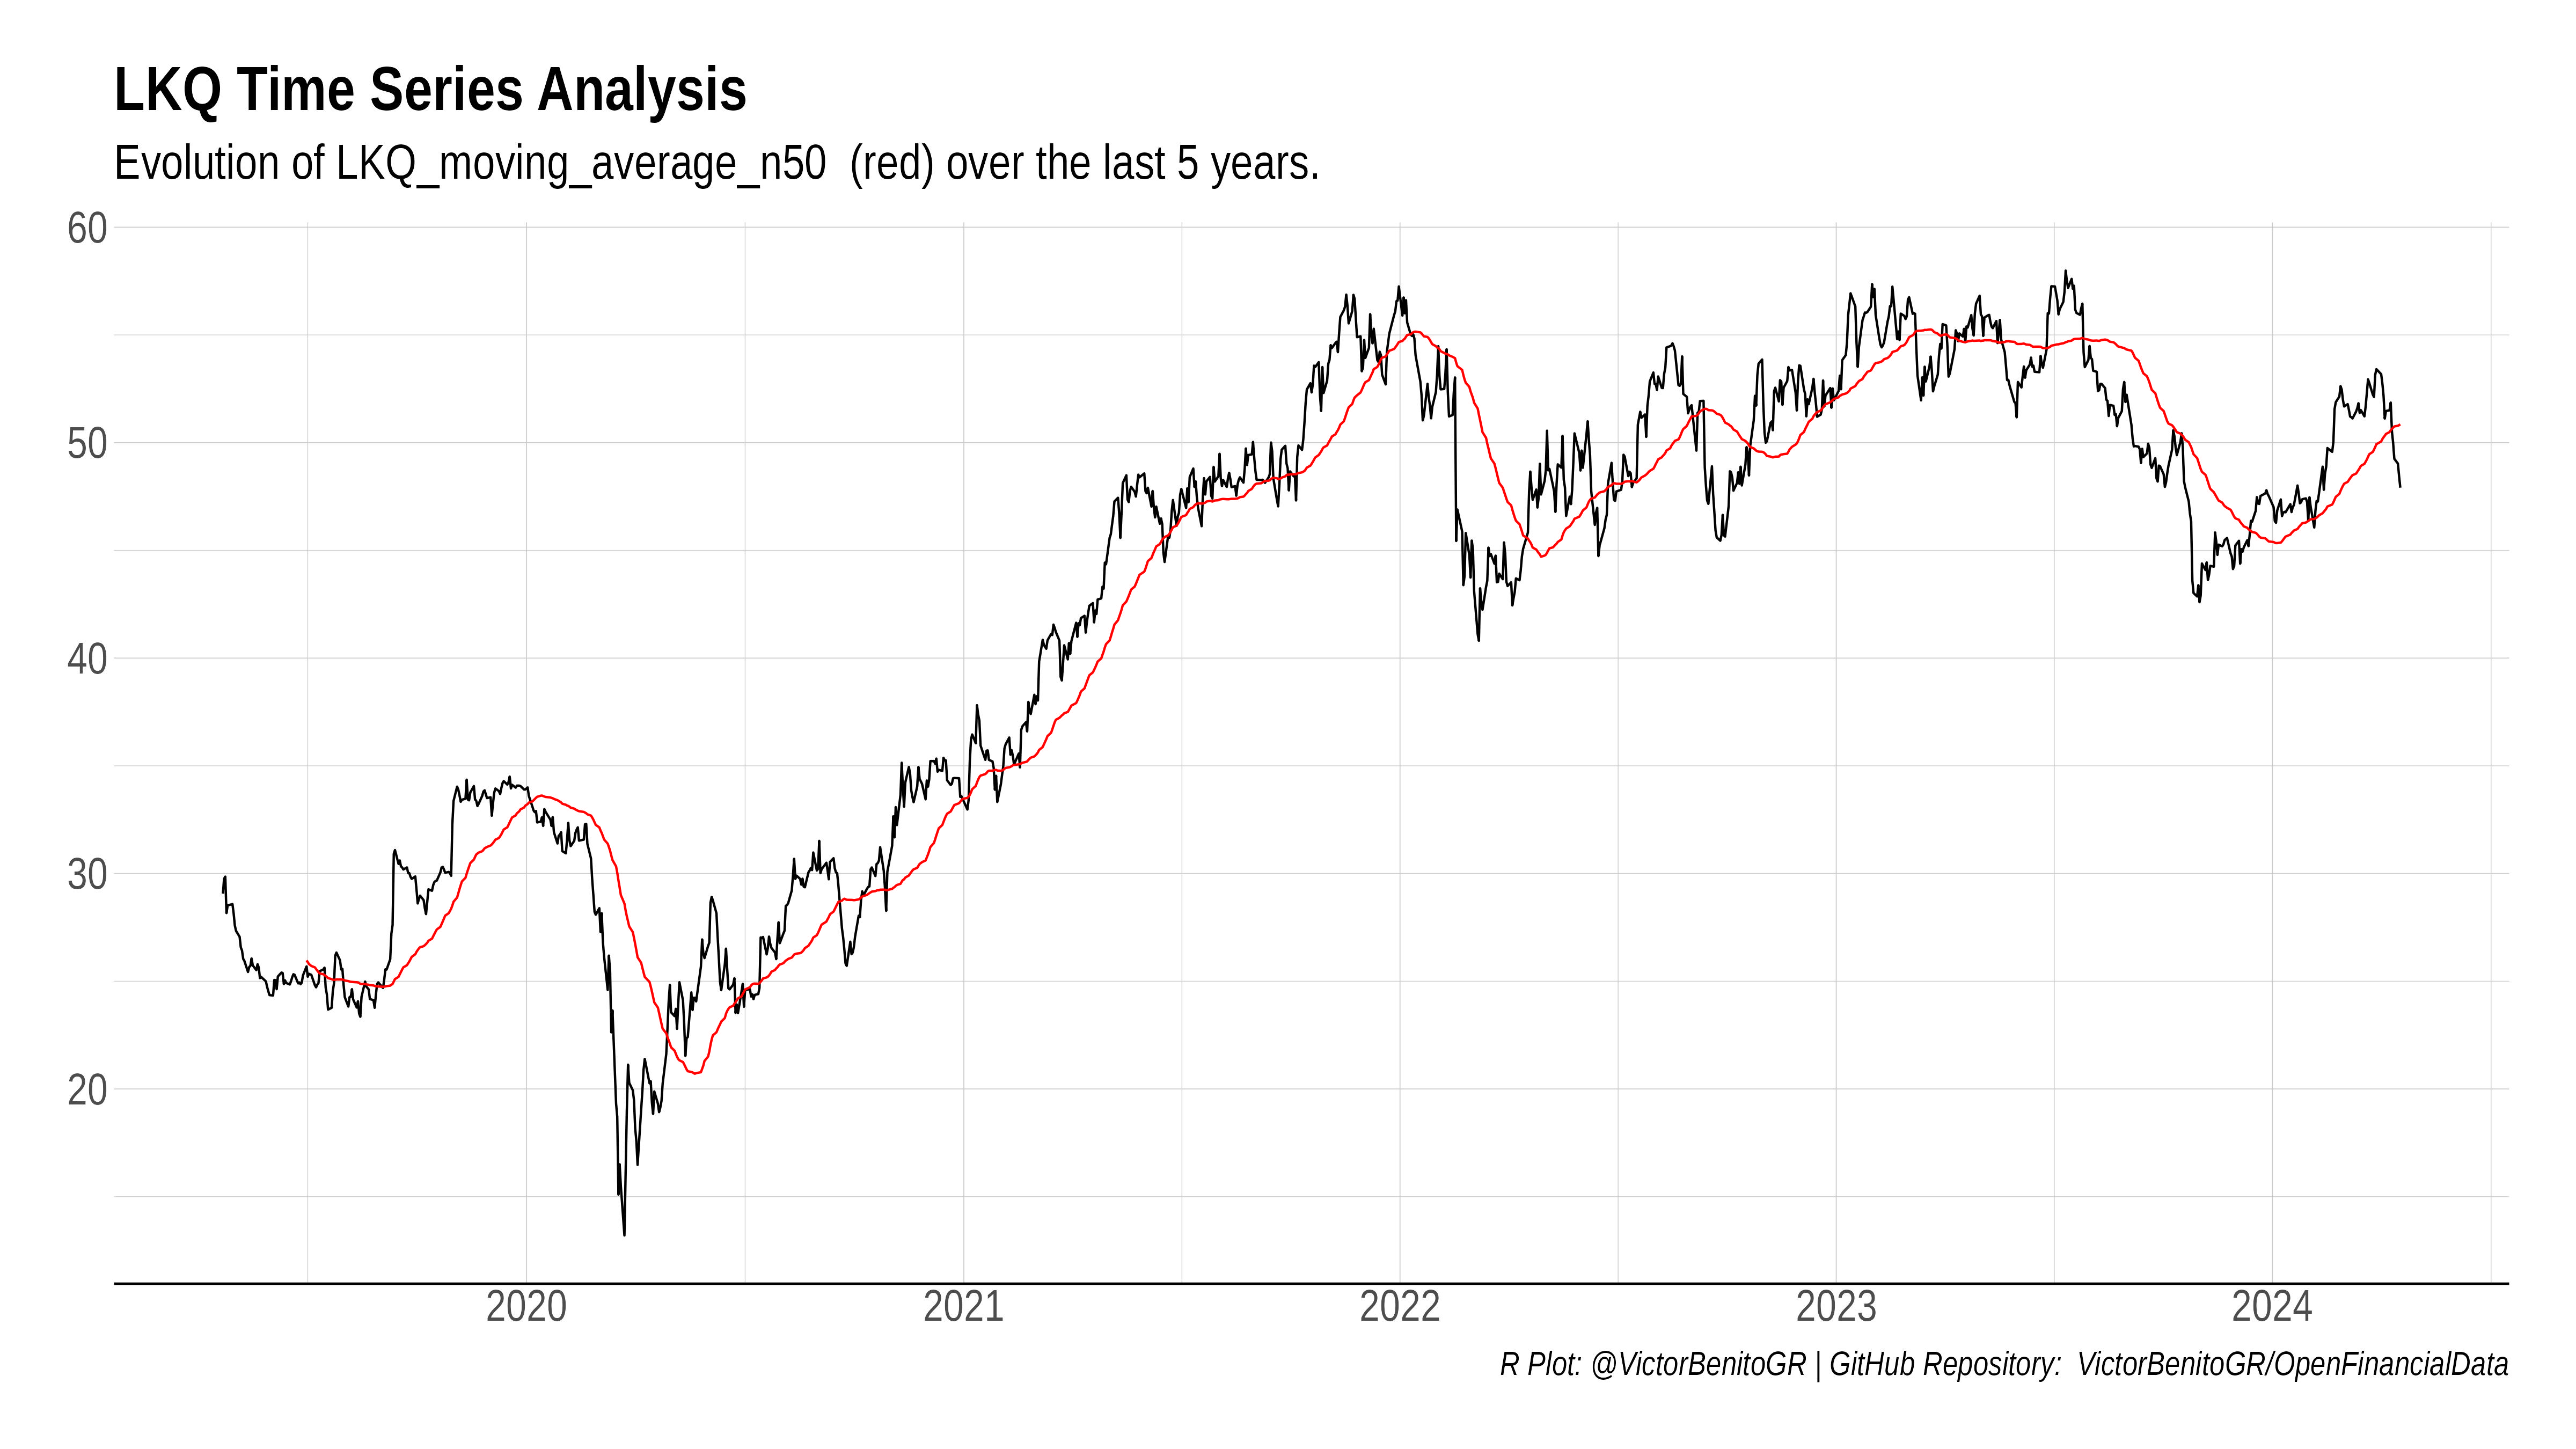 LKQ Time Series Analysis
Evolution of LKQ_moving_average_n50  (red) over the last 5 years.
60
50
40
30
20
2020 2021 2022 2023 2024
R Plot: @VictorBenitoGR | GitHub Repository:  VictorBenitoGR/OpenFinancialData